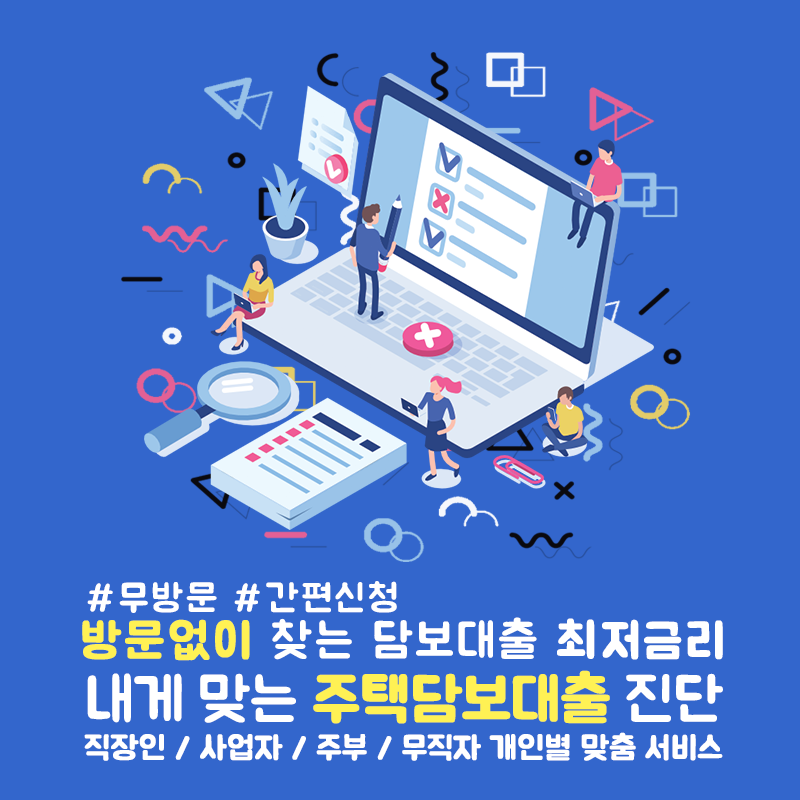 #무방문 #간편신청
방문없이 찾는 담보대출 최저금리
내게 맞는 주택담보대출 진단
직장인 / 사업자 / 주부 / 무직자 개인별 맞춤 서비스